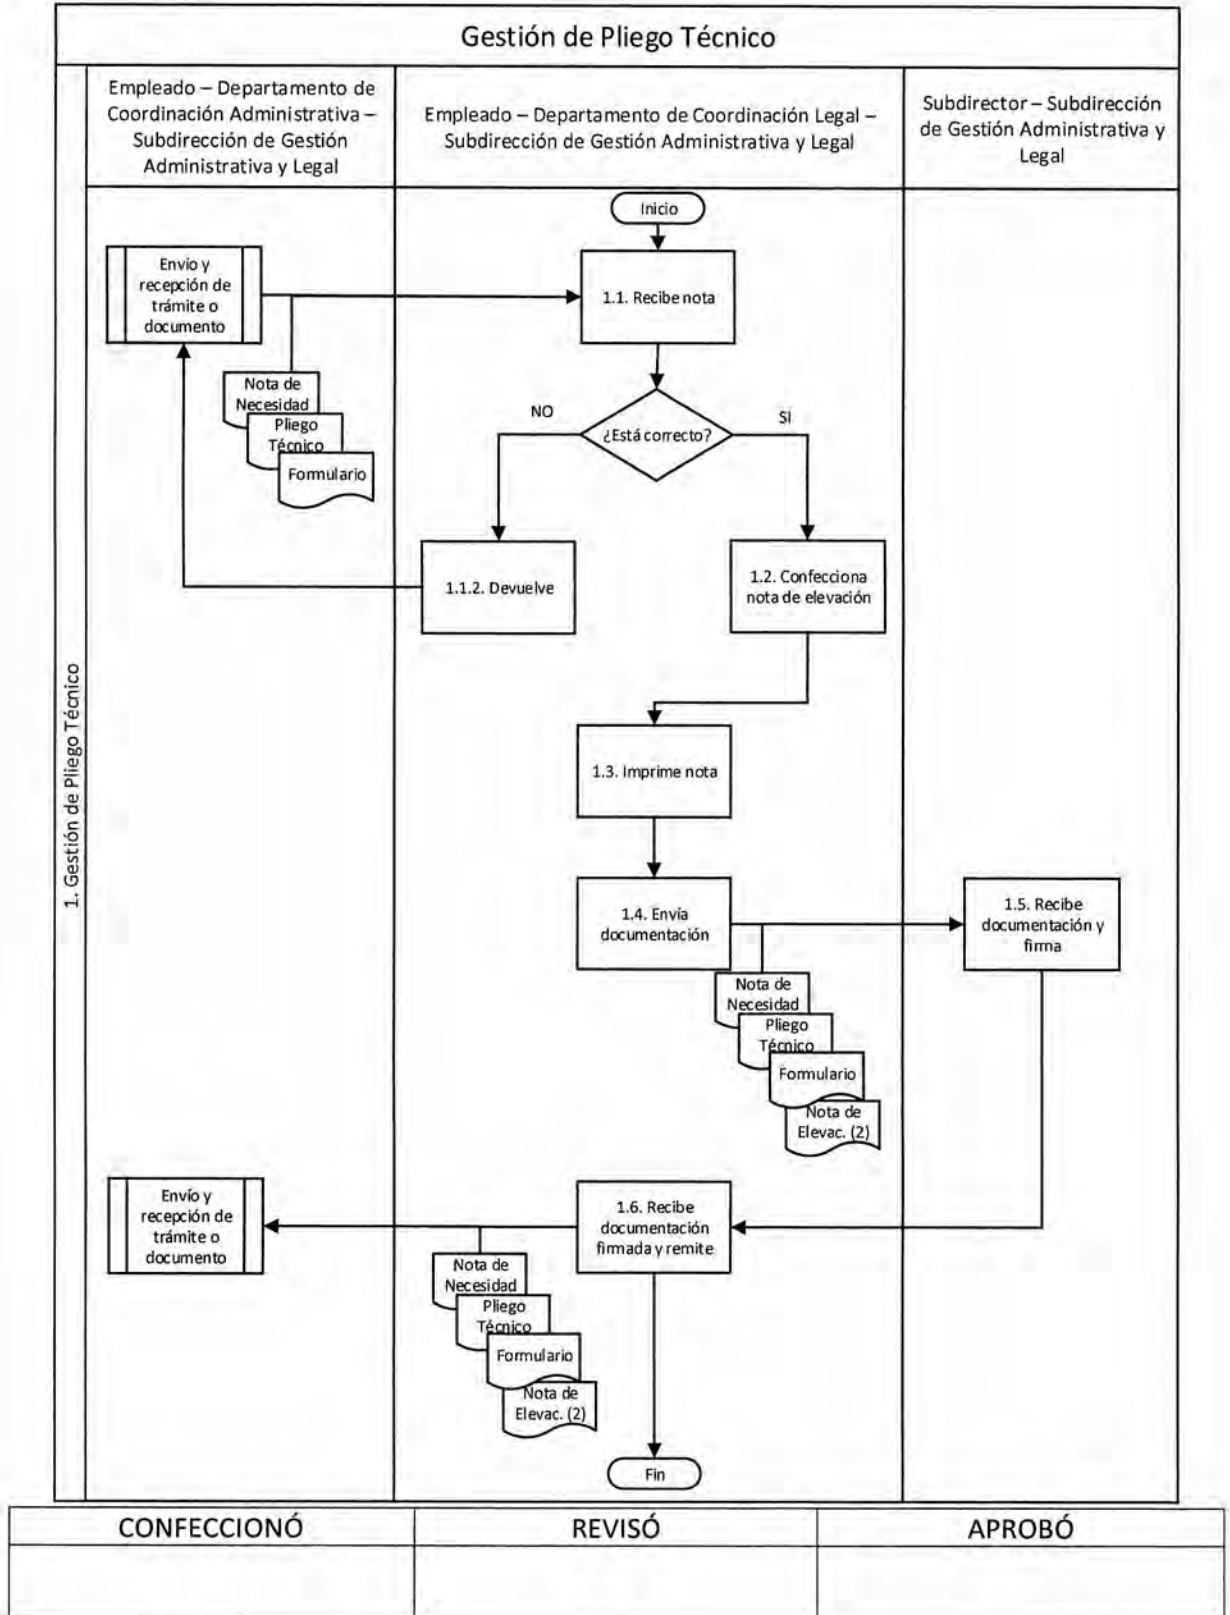 Gestión de Pliego Técnico
Empleado – Departamento de
Coordinación Administrativa –
Subdirección de Gestión
Administrativa y Legal
Empleado – Departamento de Coordinación Legal –
Subdirección de Gestión Administrativa y Legal
Subdirector – Subdirección
de Gestión Administrativa y
Legal
1. Gestión de Pliego Técnico
Inicio
Envío y
recepción de
trámite o
documento
1.1. Recibe nota
Nota de
Necesidad
Pliego
Técnico
Formulario
NO
¿Está correcto?
SI
1.1.2. Devuelve
1.2. Confecciona
nota de elevación
1.3. Imprime nota
1.4. Envía
documentación
1.5. Recibe
documentación y
firma
Nota de
Necesidad
Pliego
Técnico
Formulario
Nota de
Elevac. (2)
Envío y
recepción de
trámite o
documento
1.6. Recibe
documentación
firmada y remite
Nota de
Necesidad
Pliego
Técnico
Formulario
Nota de
Elevac. (2)
Fin
CONFECCIONÓ
REVISÓ
APROBÓ